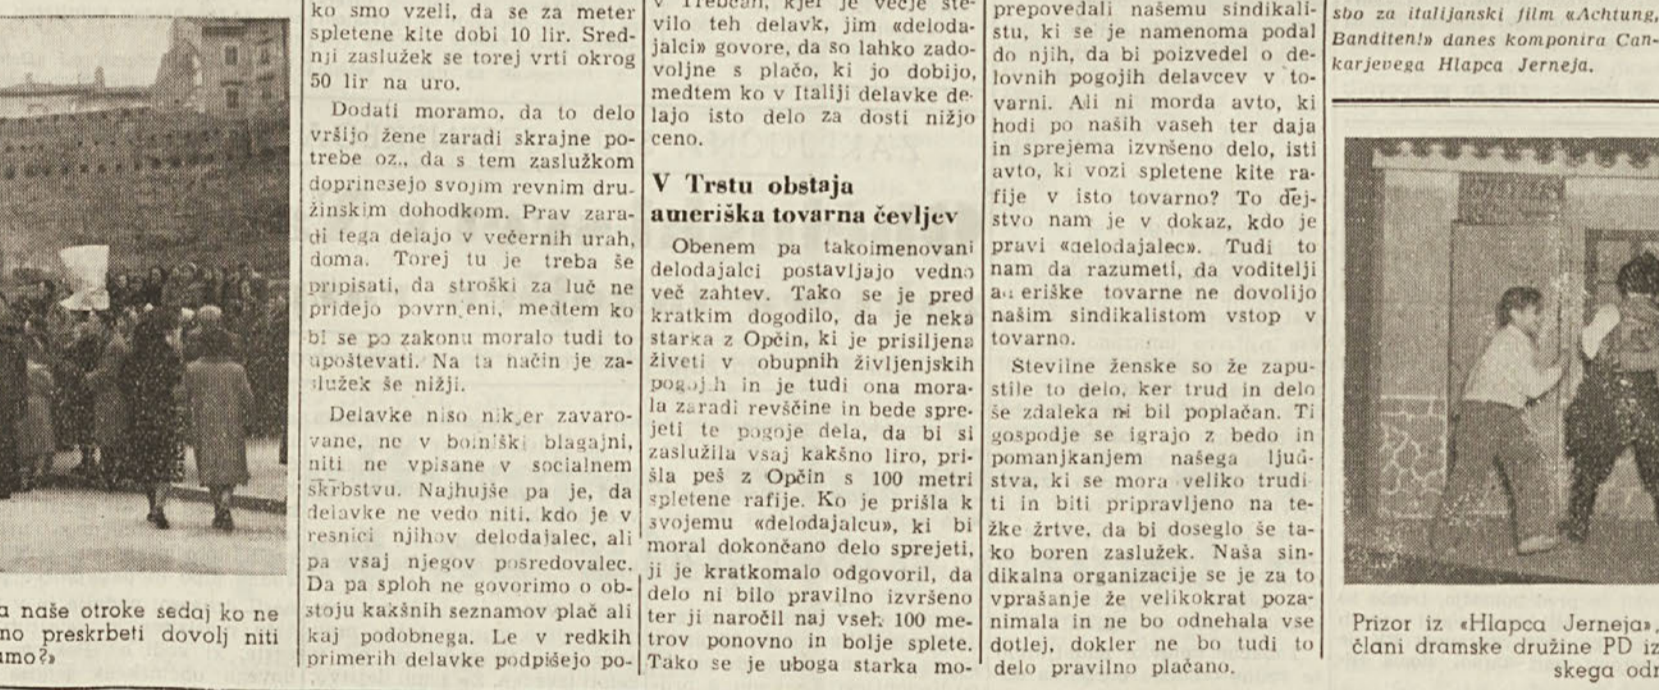 ko smo vzeli, da se za meter
spletene kite dobi 10 lir. Sred-
nji zaslužek se torej vrti okrog
50 lir na uro.
Dodati moramo, da to delo
vršijo žene zaradi skrajne po-
trebe oz., da s tem zaslužkom
doprinesejo svojim revnim dru-
žinskim dohodkom. Prav zara-
di tega delajo v večernih urah,
doma. Torej tu je treba še
pripisati, da stroški za luč ne
pridejo povrnjeni, medtem ko
bi se po zakonu moralo tudi to
upoštevati. Na ta način je za-
služek še nižji.
Delavke niso nikjer zavaro-
vane, ne v bolniški blagajni,
niti ne vpisane v socialnem
skrbstvu. Najhujše pa je, da
delavke ne vedo niti, kdo je v
resnici njihov delodajalec, ali
pa vsaj njegov posredovalec.
Da pa sploh ne govorimo o ob-
stoju kakšnih seznamov plač ali
kaj podobnega. Le v redkih
primerih delavke podpišejo po-
v Trebčah, kjer je večje šte-
vilo teh delavk, jim «deloda-
jalci» govore, da so lahko zado-
voljne s plačo, ki jo dobijo,
medtem ko v Italiji delavke de-
lajo isto delo za dosti nižjo
ceno.
V Trstu obstaja
ameriška tovarna čevljev
Obenem pa takoimenovani
delodajalci postavljajo vedno
več zahtev. Tako se je pred
kratkim dogodilo, da je neka
starka z Opčin, ki je prisiljena
živeti v obupnih življenjskih
pogojih in je tudi ona mora-
la zaradi revščine in bede spre-
jeti te pogoje dela, da bi si
zaslužila vsaj kakšno liro, pri-
šla peš z Opčin s 100 metri
spletene rafije. Ko je prišla k
svojemu «delodajalcu», ki bi
moral dokončano delo sprejeti,
ji je kratkomalo odgovoril, da
delo ni bilo pravilno izvršeno
ter ji naročil naj vseh 100 me-
trov ponovno in bolje splete.
Tako se je uboga starka mo-
prepovedali našemu sindikali-
stu, ki se je namenoma podal
do njih, da bi poizvedel o de-
lovnih pogojih delavcev v to-
varni. Ali ni morda avto, ki
hodi po naših vaseh ter daja
in sprejema izvršeno delo, isti
avto, ki vozi spletene kite ra-
fije v isto tovarno? To dej-
stvo nam je v dokaz, kdo je
pravi «delodajalec». Tudi to
nam da razumeti, da voditelji
ameriške tovarne ne dovolijo
našim sindikalistom vstop v
tovarno.
Številne ženske so že zapu-
stile to delo, ker trud in delo
še zdaleka ni bil poplačan. Ti
gospodje se igrajo z bedo in
pomanjkanjem našega ljud-
stva, ki se mora veliko trudi-
ti in biti pripravljeno na te-
žke žrtve, da bi doseglo še ta-
ko boren zaslužek. Naša sin-
dikalna organizacije se je za to
vprašanje že velikokrat poza-
nimala in ne bo odnehala vse
dotlej, dokler ne bo tudi to
delo pravilno plačano.
sbo za italijanski film «Achtung,
Banditen!» danes komponira Can-
karjevega Hlapca Jerneja.
a naše otroke sedaj ko ne
no preskrbeti dovolj niti
amo?»
Prizor iz «Hlapca Jerneja»,
člani dramske družine PD iz
skega odr